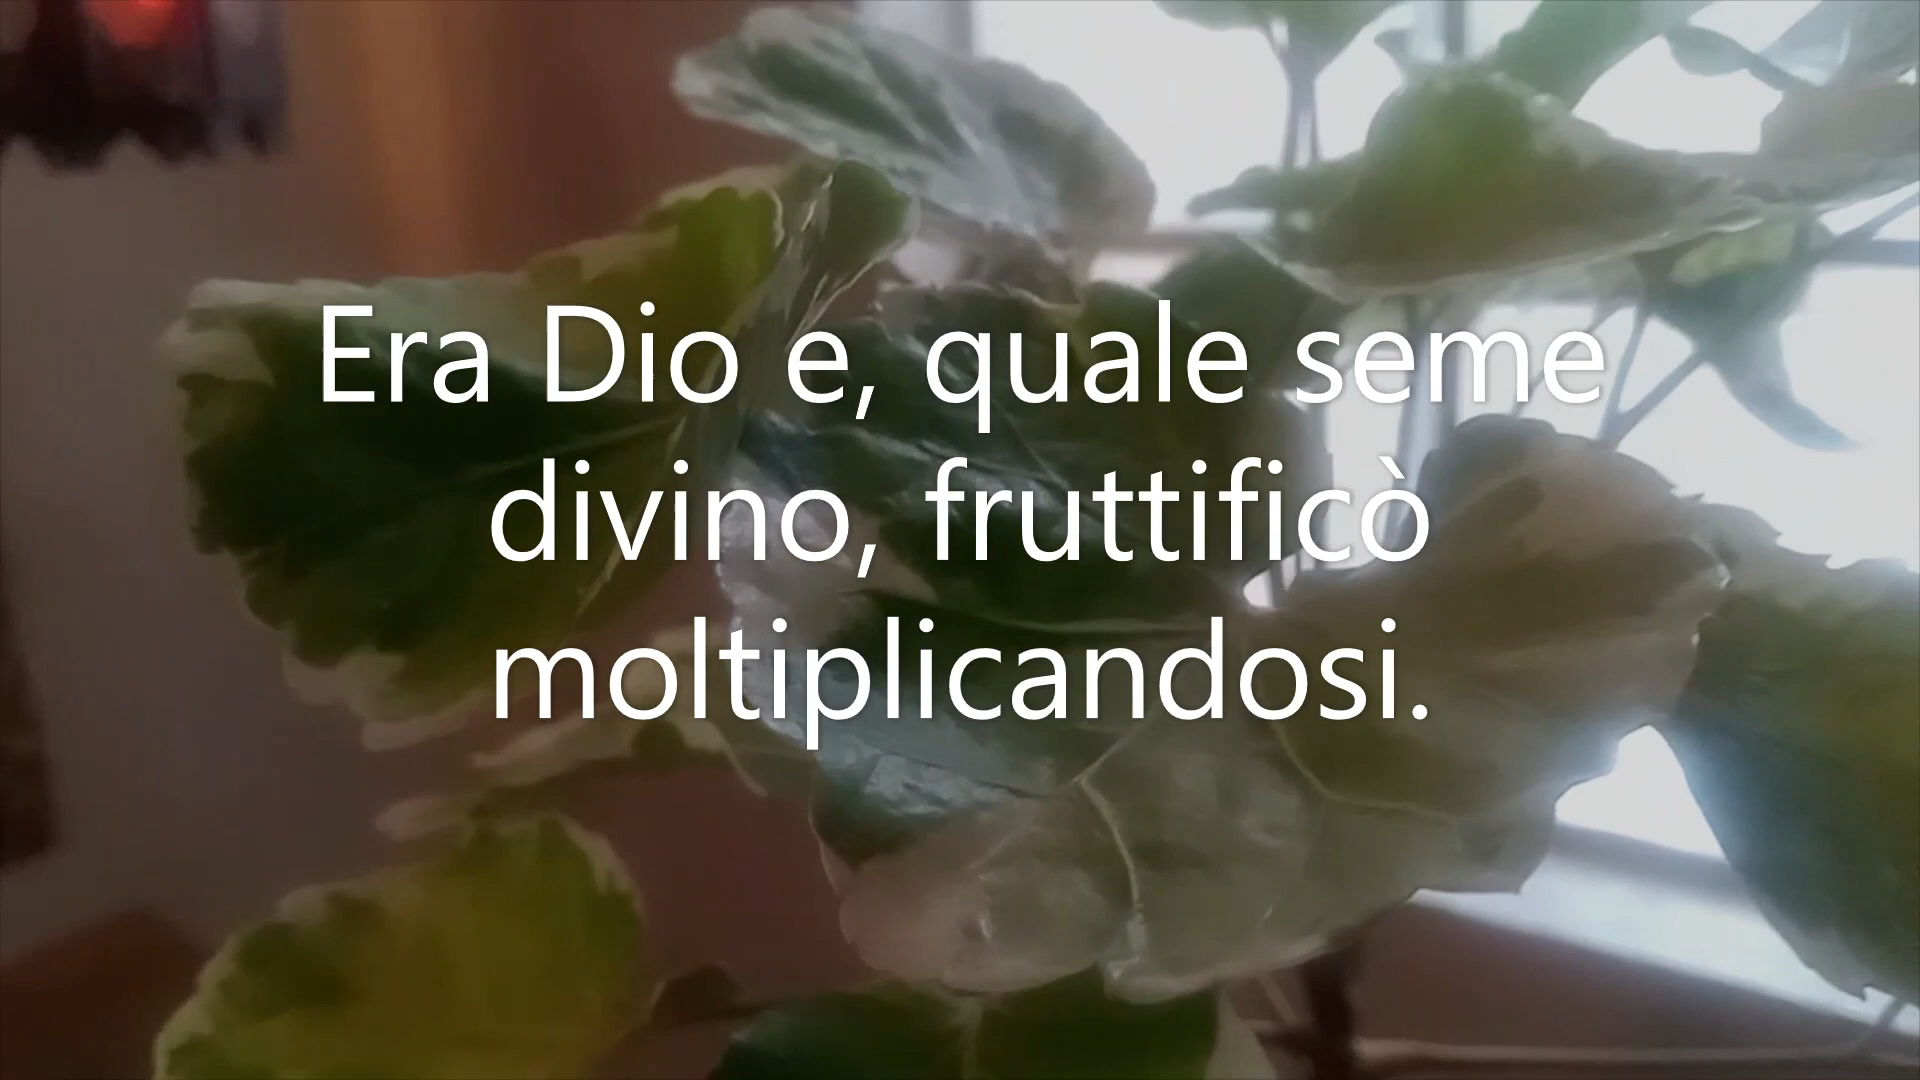 Era Dio e, quale seme
divino, fruttificò
moltiplicandosi.